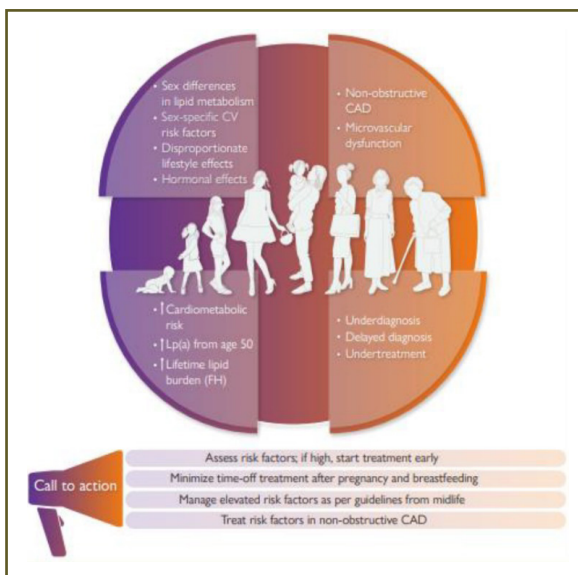 • Sex differences
in lipid metabolism
• Sex-specific CV
risk factors
• Disproportionate
lifestyle effects
• Hormonal effects
• Non-obstructive
CAD
• Microvascular
dysfunction
• ↑Cardiometabolic
risk
• ↑Lp(a) from age 50
• ↑Lifetime lipid
burden (FH)
• Underdiagnosis
• Delayed diagnosis
• Undertreatment
Call to action
Assess risk factors; if high, start treatment early
Minimize time-off treatment after pregnancy and breastfeeding
Manage elevated risk factors as per guidelines from midlife
Treat risk factors in non-obstructive CAD